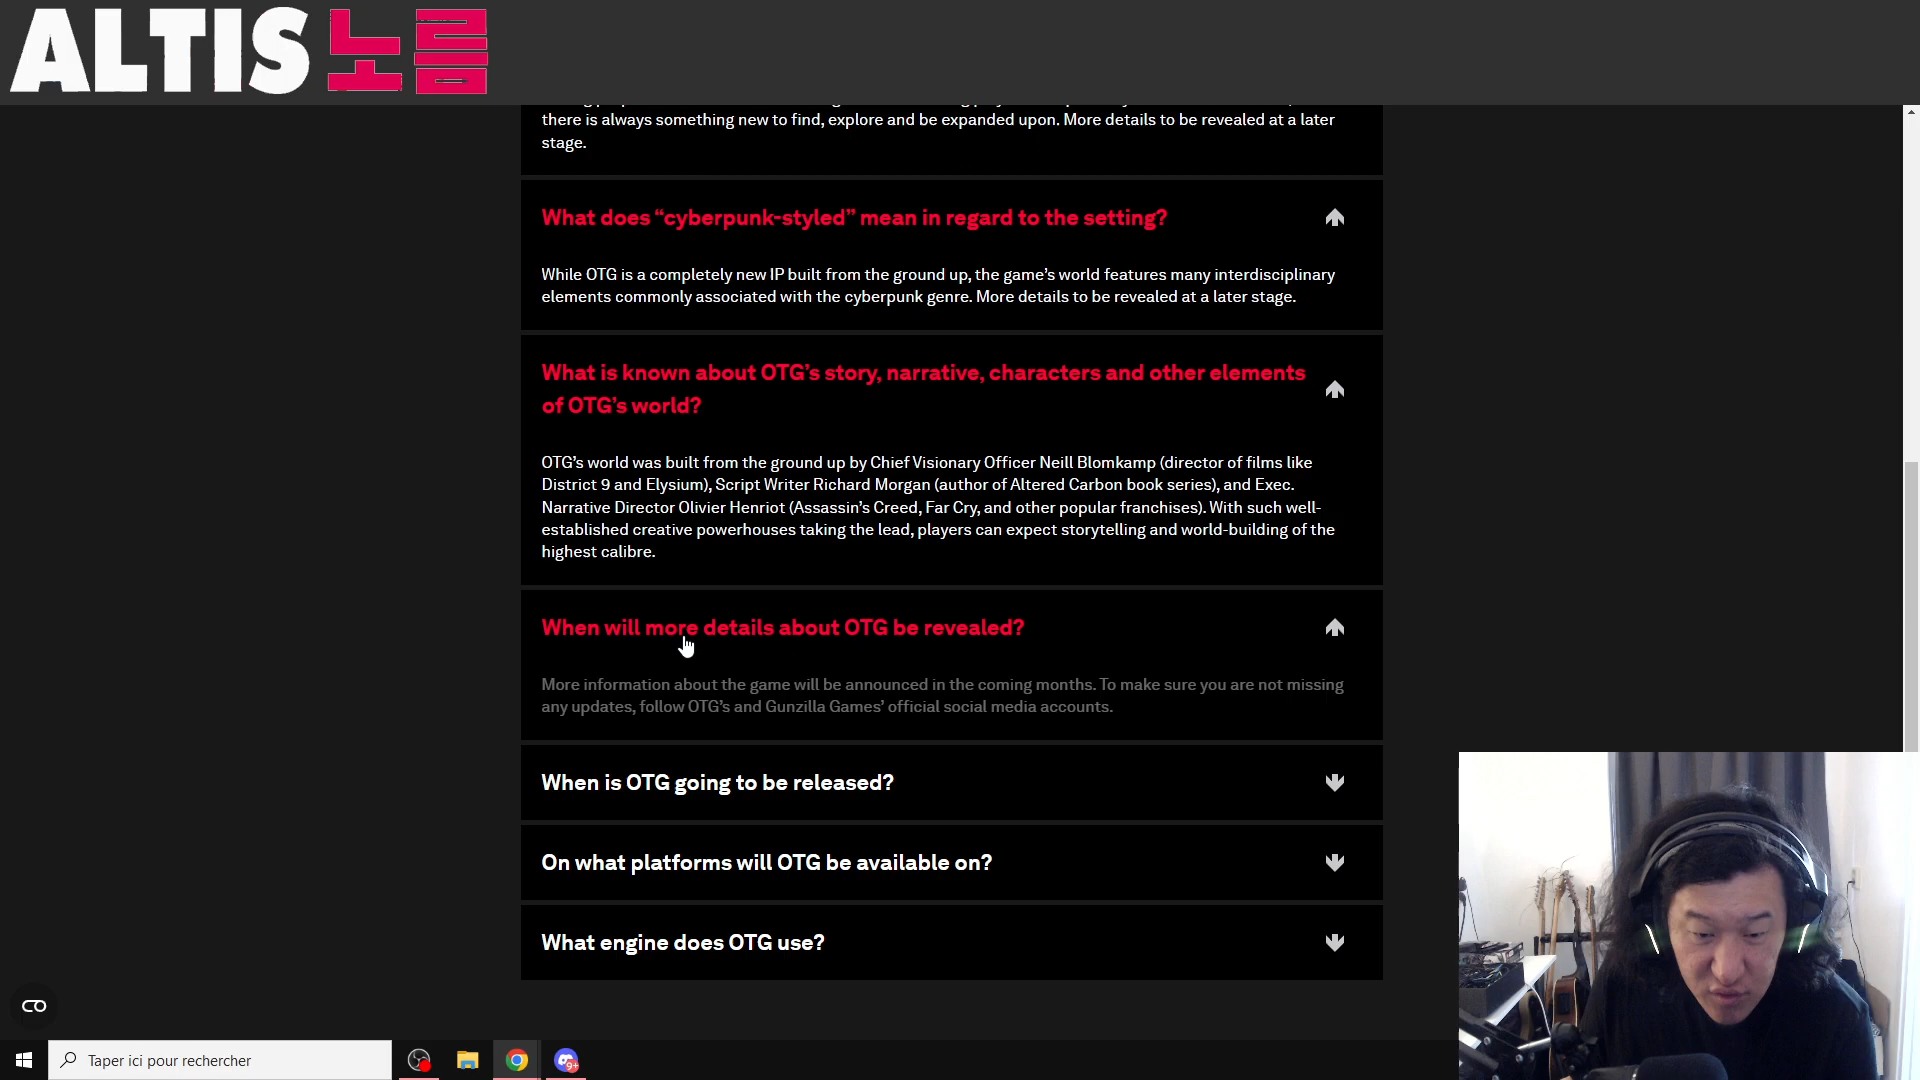 ALTIS 노름
there is always something new to find, explore and be expanded upon. More details to be revealed at a later
stage.
What does “cyberpunk-styled” mean in regard to the setting?
While OTG is a completely new IP built from the ground up, the game’s world features many interdisciplinary
elements commonly associated with the cyberpunk genre. More details to be revealed at a later stage.
What is known about OTG’s story, narrative, characters and other elements
of OTG’s world?
OTG’s world was built from the ground up by Chief Visionary Officer Neill Blomkamp (director of films like
District 9 and Elysium), Script Writer Richard Morgan (author of Altered Carbon book series), and Exec.
Narrative Director Olivier Henriot (Assassin’s Creed, Far Cry, and other popular franchises). With such well-
established creative powerhouses taking the lead, players can expect storytelling and world-building of the
highest calibre.
When will more details about OTG be revealed?
More information about the game will be announced in the coming months. To make sure you are not missing
any updates, follow OTG’s and Gunzilla Games’ official social media accounts.
When is OTG going to be released?
On what platforms will OTG be available on?
What engine does OTG use?
Taper ici pour rechercher
9+